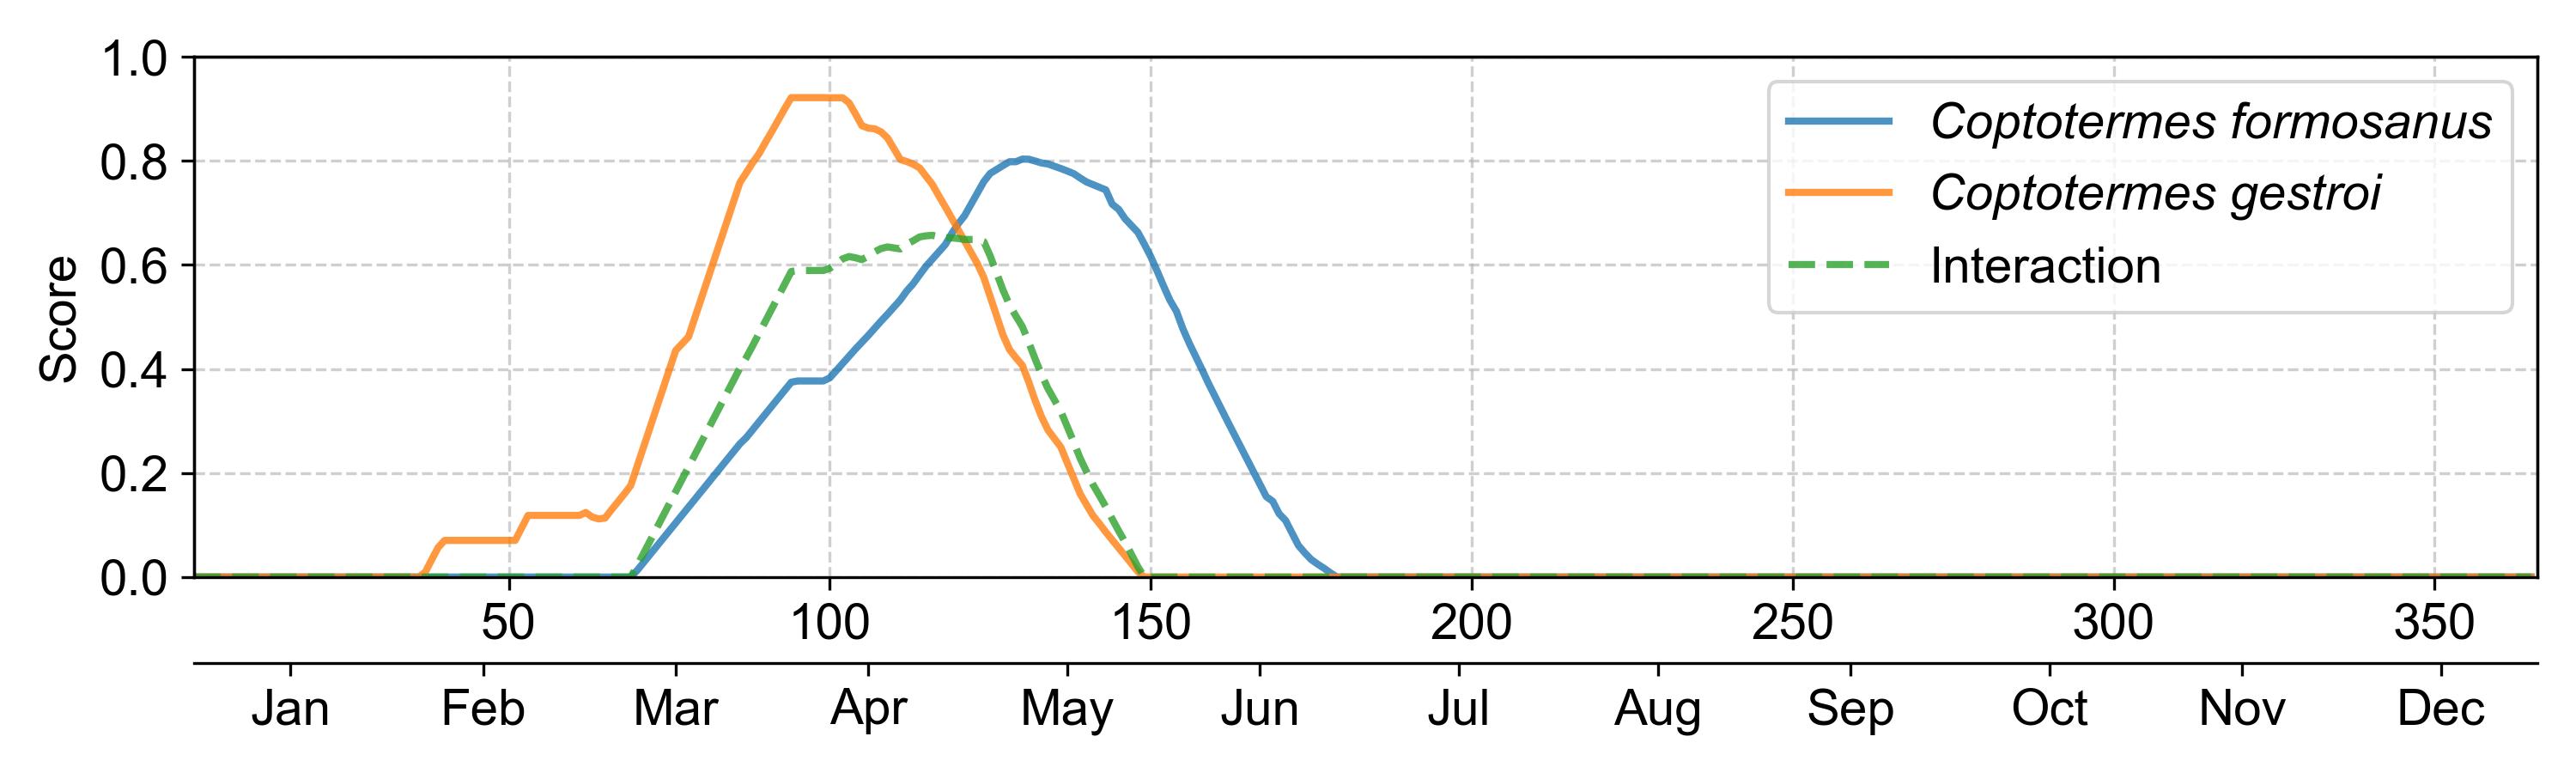 Score
1.0
0.8
0.6
0.4
0.2
0.0
Coptotermes formosanus
Coptotermes gestroi
Interaction
50 100 150 200 250 300 350
Jan Feb Mar Apr May Jun Jul Aug Sep Oct Nov Dec